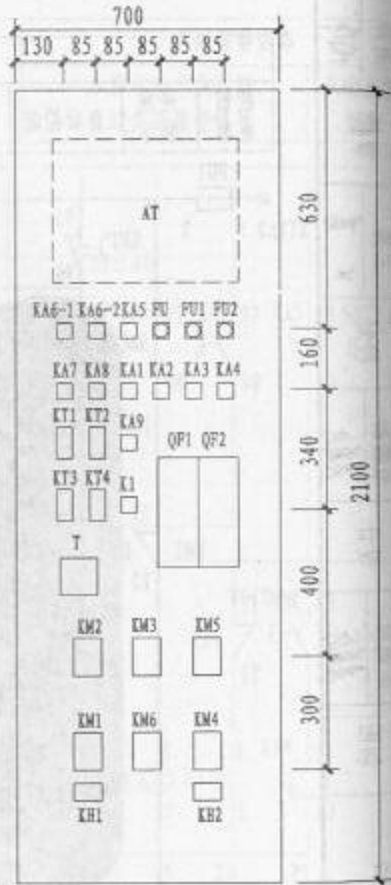 700
130 85 85 85 85 85
AT
630
KA6-1 KA6-2 KA5 FU FU1 FU2
160
KA7 KA8 KA1 KA2 KA3 KA4
KT1 KT2 KA9 QF1 QF2
340
2100
KT3 KT4 K1
T
400
KM2 KM3 KM5
300
KM1 KM6 KM4
KH1 KH2